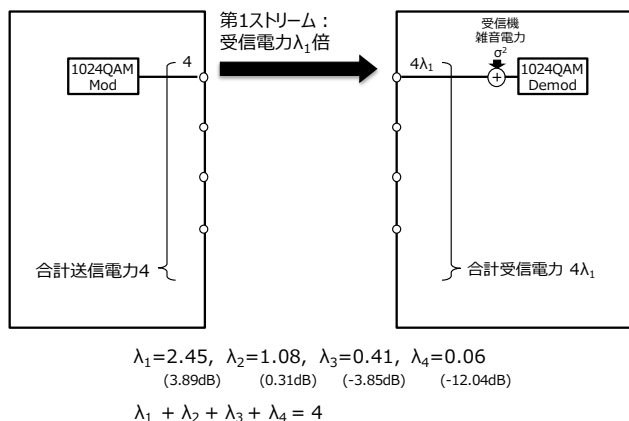 第1ストリーム：
受信電力λ₁倍
1024QAM
Mod
4
合計送信電力4
4λ₁
受信機
雑音電力
σ²
1024QAM
Demod
合計受信電力 4λ₁
λ₁=2.45, λ₂=1.08, λ₃=0.41, λ₄=0.06
(3.89dB) (0.31dB) (-3.85dB) (-12.04dB)
λ₁ + λ₂ + λ₃ + λ₄ = 4